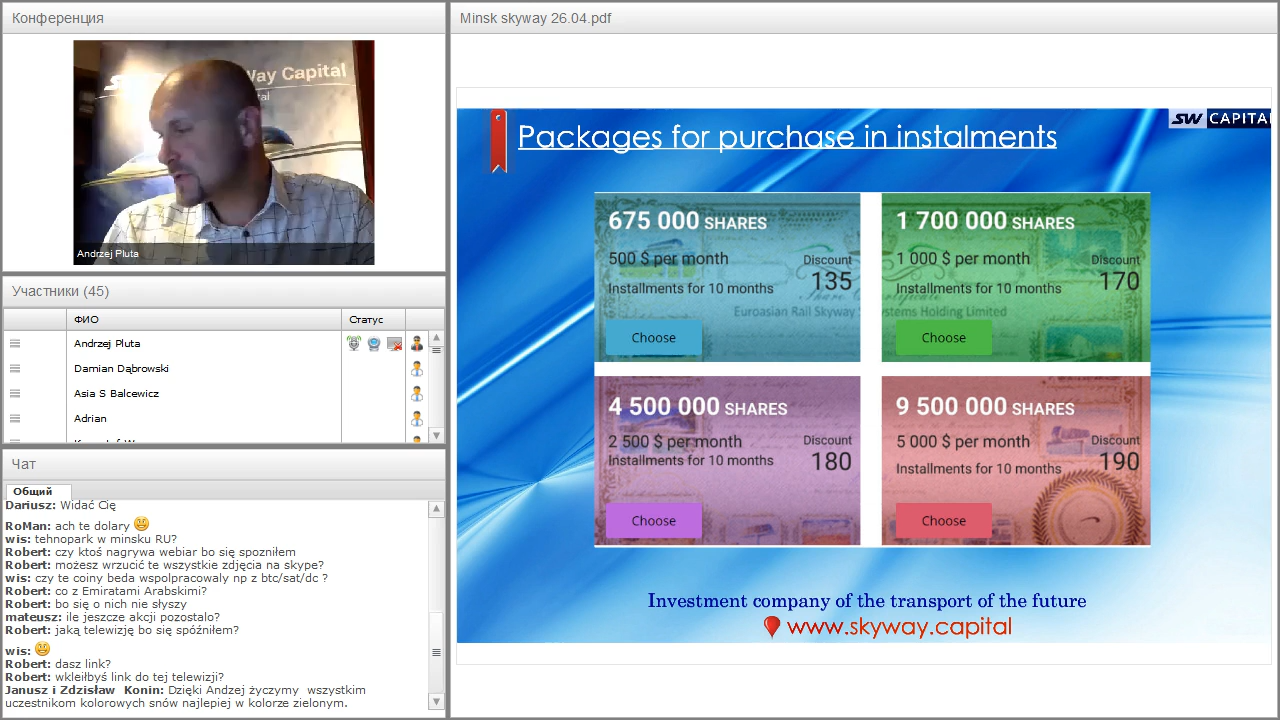 Конференция
Way Capital
Andrzej Pluta
Участники (45)
ФИО
Статус
Andrzej Pluta
Damian Dąbrowski
Asia S Balcewicz
Adrian
Чат
Общий
Dariusz: Widać Cię
RoMan: ach te dolary
wis: tehnopark w minsku RU?
Robert: czy ktoś nagrywa webiar bo się spozniłem
Robert: możesz wrzucić te wszystkie zdjęcia na skype?
wis: czy te coiny beda wspolpracowaly np z btc/sat/dc ?
Robert: co z Emiratami Arabskimi?
Robert: bo się o nich nie słyszy
mateusz: ile jeszcze akcji pozostalo?
Robert: jaką telewizję bo się spóźniłem?
wis:
Robert: dasz link?
Robert: wkleiłbyś link do tej telewizji?
Janusz i Zdzisław Konin: Dzięki Andzej życzymy wszystkim
uczestnikom kolorowych snów najlepiej w kolorze zielonym.
Minsk skyway 26.04.pdf
SW CAPITA
Packages for purchase in instalments
675 000 SHARES
500 $ per month
Discount
135
Installments for 10 months
Choose
1 700 000 SHARES
1 000 $ per month
Discount
170
Installments for 10 months
Choose
Euroasian Rail Skyway Systems Holding Limited
4 500 000 SHARES
2 500 $ per month
Discount
180
Installments for 10 months
Choose
9 500 000 SHARES
5 000 $ per month
Discount
190
Installments for 10 months
Choose
Investment company of the transport of the future
www.skyway.capital